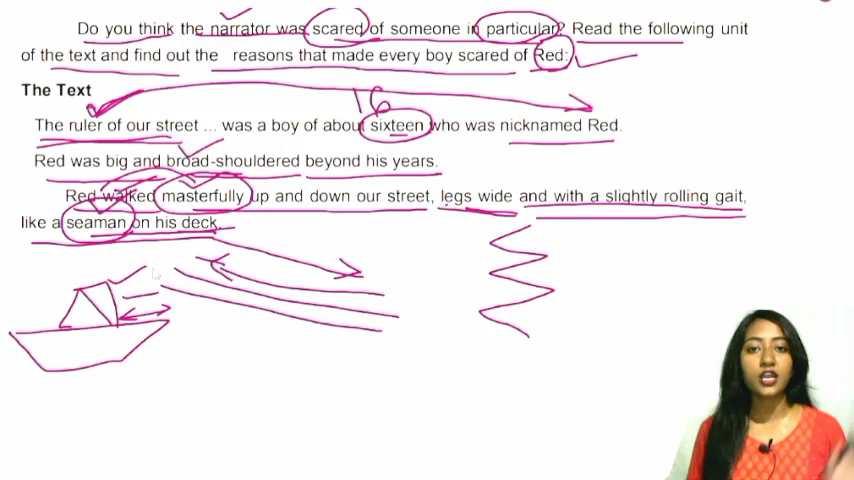 Do you think the narrator was scared of someone in particular? Read the following unit
of the text and find out the reasons that made every boy scared of Red:
The Text
16
The ruler of our street ... was a boy of about sixteen who was nicknamed Red.
Red was big and broad-shouldered beyond his years.
Red walked masterfully up and down our street, legs wide and with a slightly rolling gait,
like a seaman on his deck.